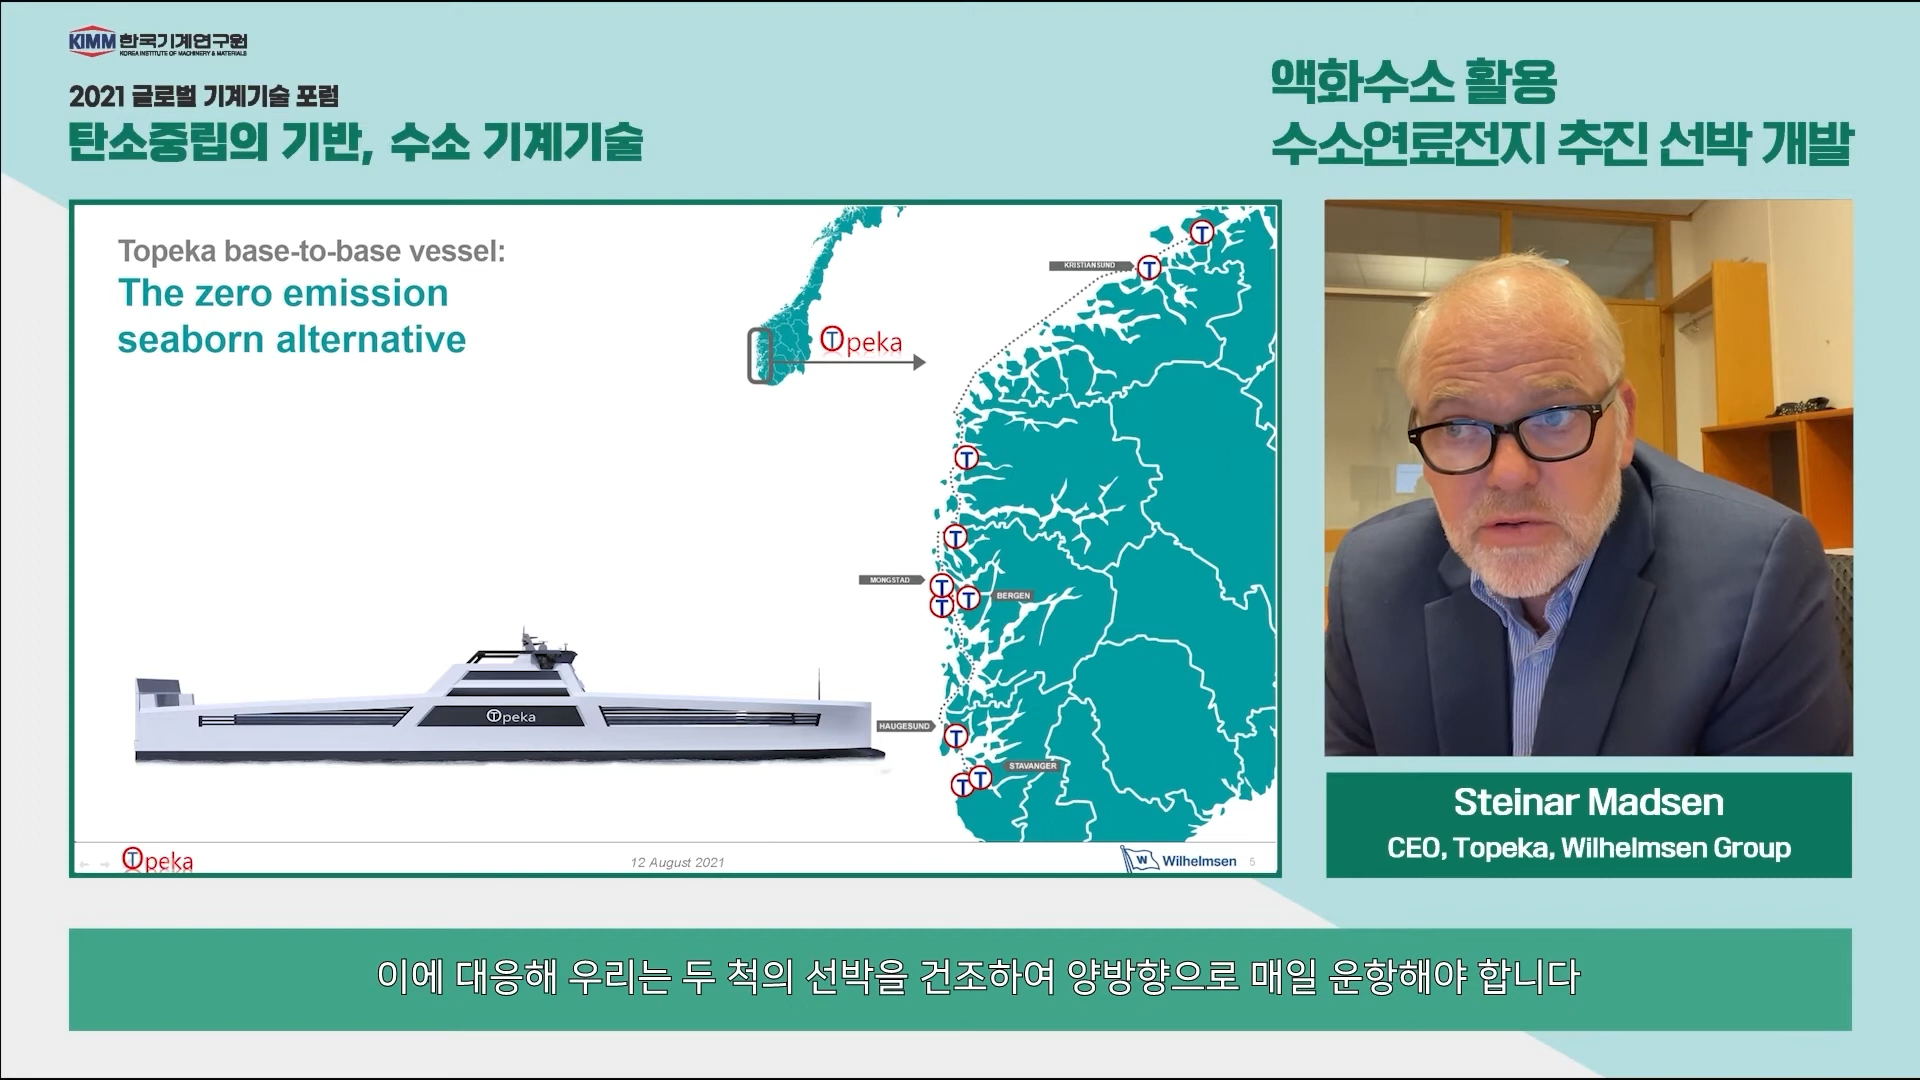 KIMM 한국기계연구원
KOREA INSTITUTE OF MACHINERY & MATERIALS
2021 글로벌 기계기술 포럼
탄소중립의 기반, 수소 기계기술
액화수소 활용
수소연료전지 추진 선박 개발
Topeka base-to-base vessel:
The zero emission
seaborn alternative
Topeka
T
KRISTIANSUND
T
T
T
MONGSTAD
T
T
T
BERGEN
Topeka
HAUGESUND
T
STAVANGER
T
T
Topeka
12 August 2021
W Wilhelmsen
5
Steinar Madsen
CEO, Topeka, Wilhelmsen Group
이에 대응해 우리는 두 척의 선박을 건조하여 양방향으로 매일 운항해야 합니다